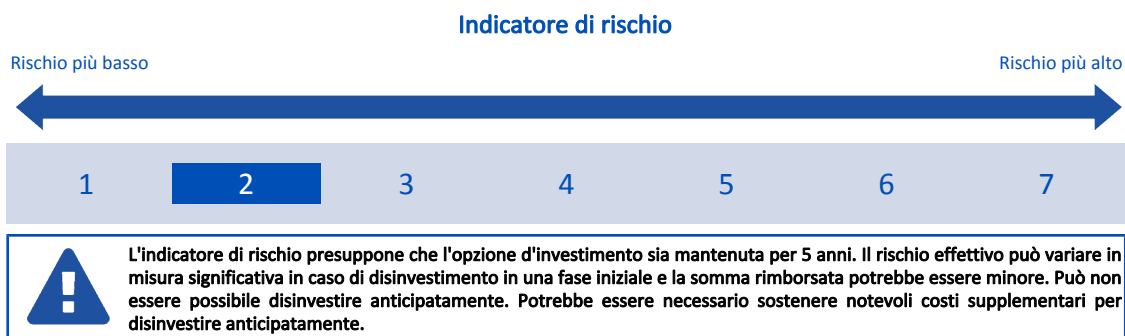 Indicatore di rischio
Rischio più basso
Rischio più alto
1 2 3 4 5 6 7
L'indicatore di rischio presuppone che l'opzione d'investimento sia mantenuta per 5 anni. Il rischio effettivo può variare in
misura significativa in caso di disinvestimento in una fase iniziale e la somma rimborsata potrebbe essere minore. Può non
essere possibile disinvestire anticipatamente. Potrebbe essere necessario sostenere notevoli costi supplementari per
disinvestire anticipatamente.